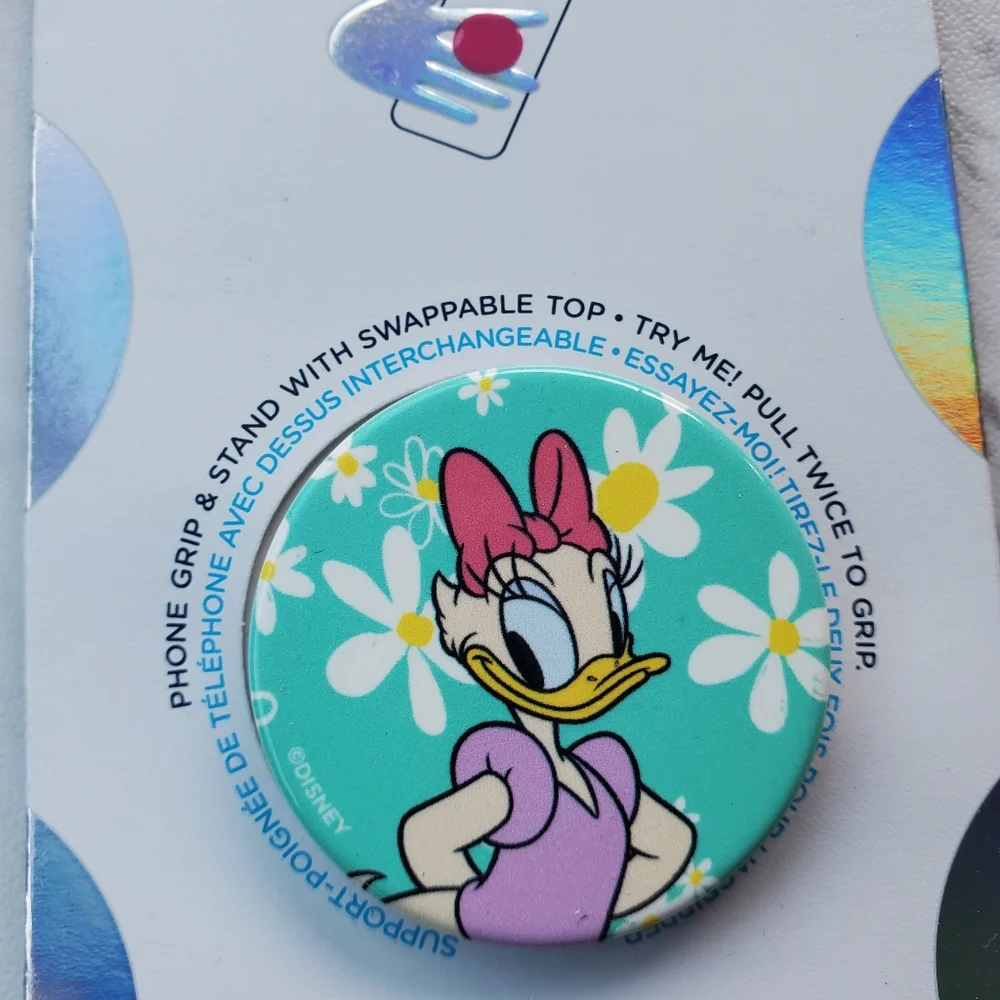 PHONE GRIP & STAND WITH SWAPPABLE TOP • TRY ME! PULL TWICE TO GRIP.
SUPPORT-POIGNÉE DE TÉLÉPHONE AVEC DESSUS INTERCHANGEABLE • ESSAYEZ-MOI! TIREZ-LE DEUX FOIS POUR
©DISNEY